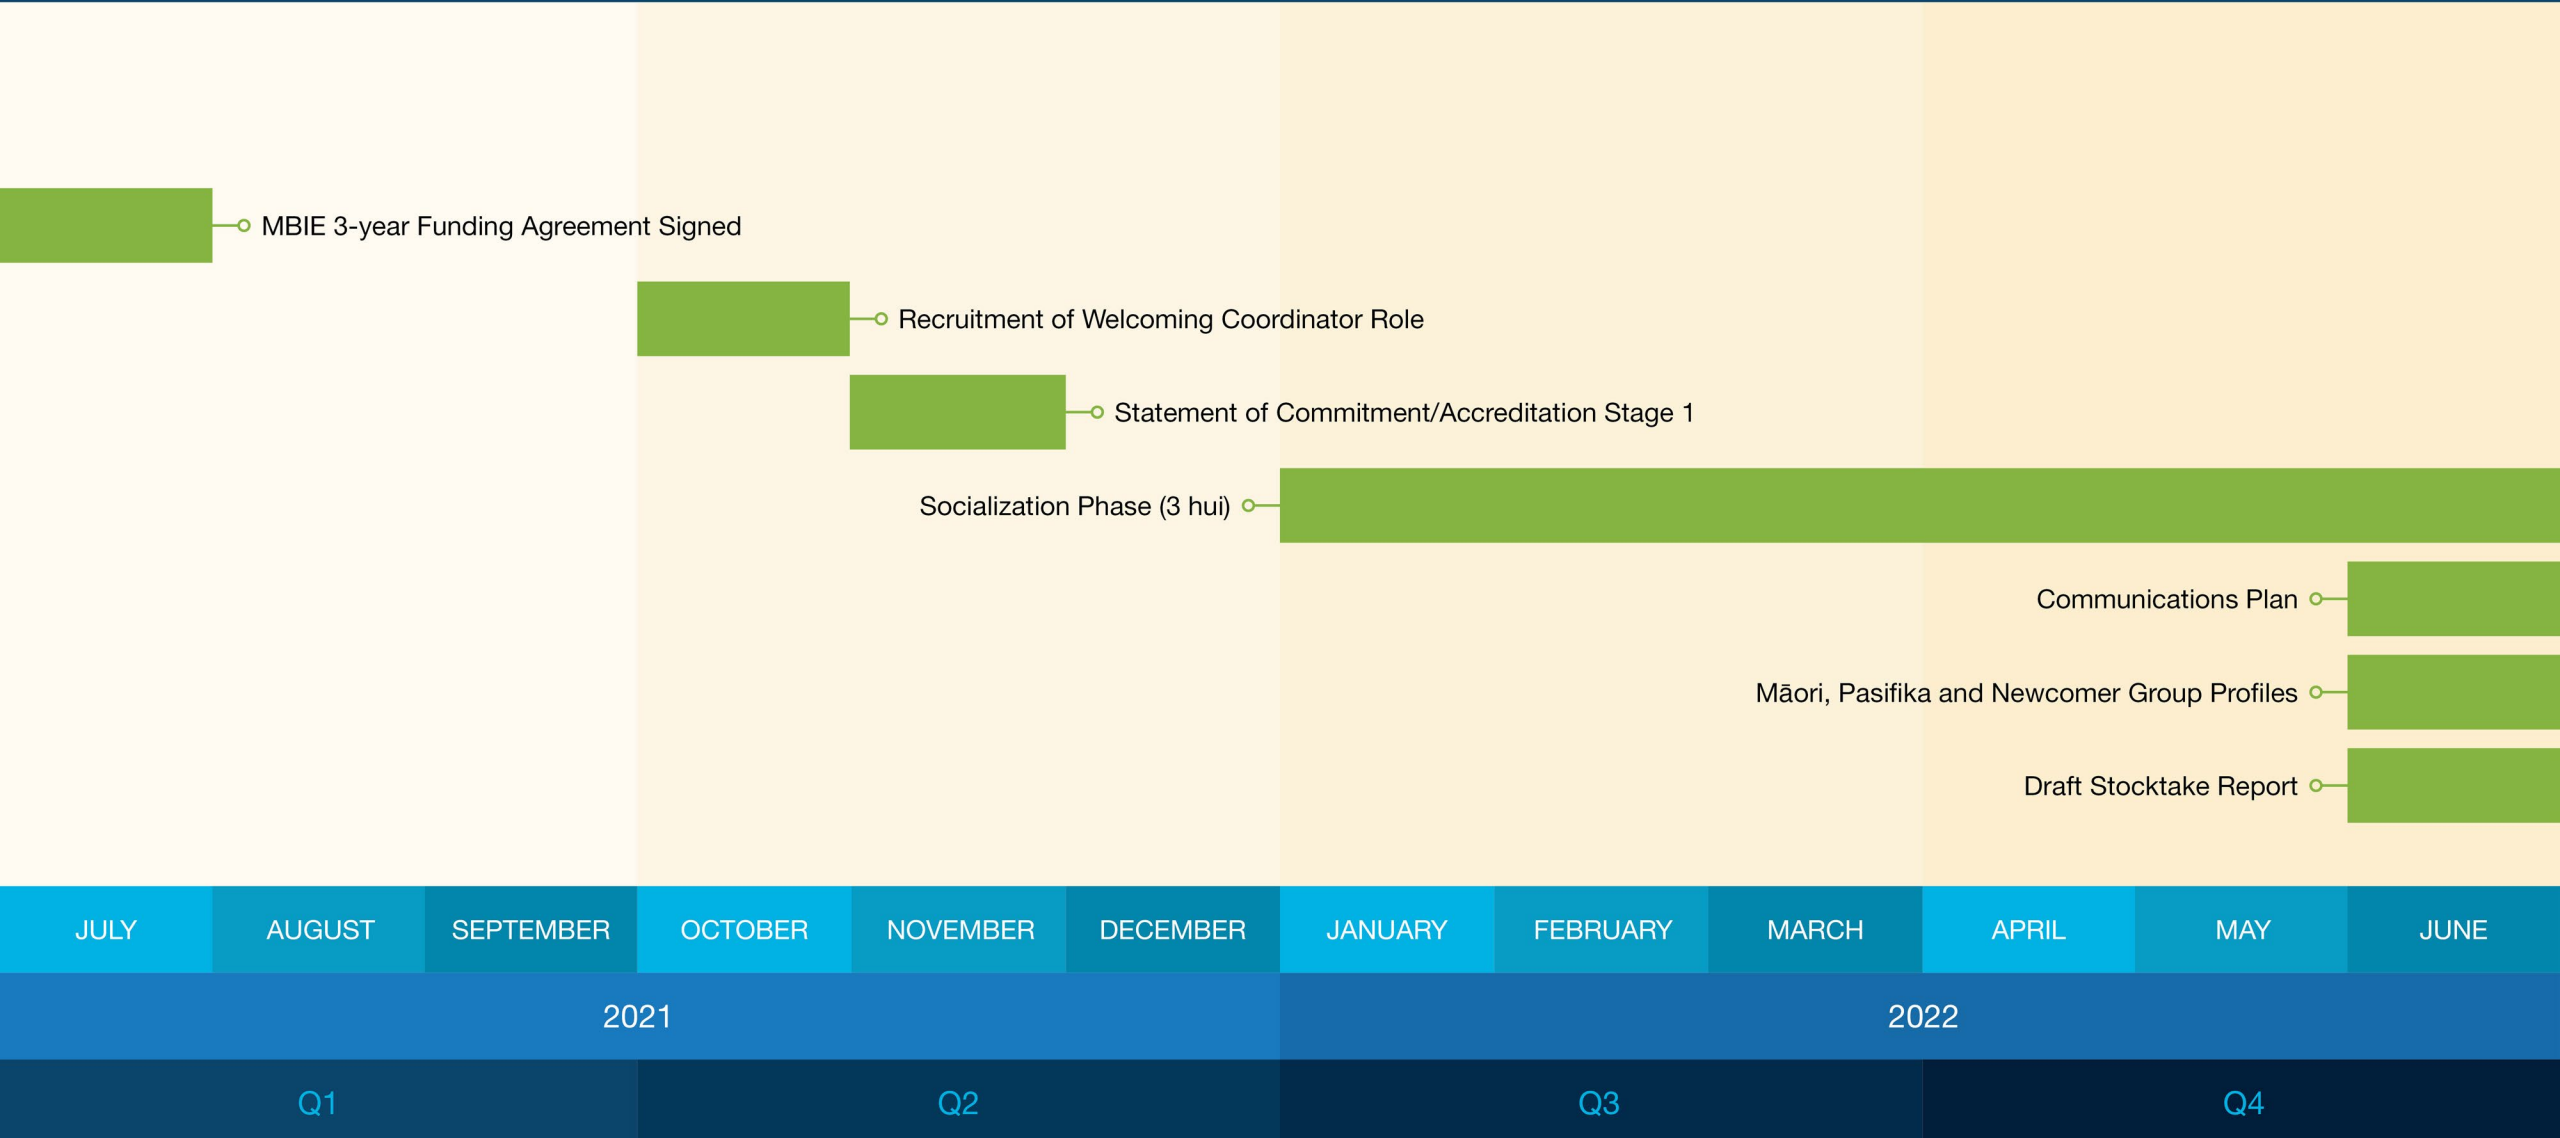 MBIE 3-year Funding Agreement Signed
Recruitment of Welcoming Coordinator Role
Statement of Commitment/Accreditation Stage 1
Socialization Phase (3 hui)
Communications Plan
Māori, Pasifika and Newcomer Group Profiles
Draft Stocktake Report
JULY AUGUST SEPTEMBER OCTOBER NOVEMBER DECEMBER JANUARY FEBRUARY MARCH APRIL MAY JUNE
2021 2022
Q1 Q2 Q3 Q4